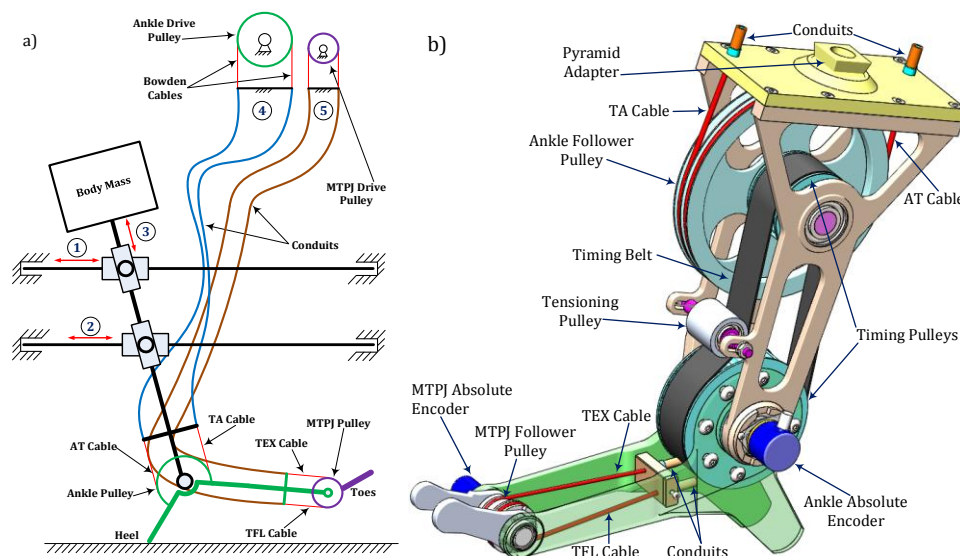 a)
Ankle Drive
Pulley
Bowden
Cables
4
5
MTPJ Drive
Pulley
Body Mass
3
1
Conduits
2
TA Cable
AT Cable
TEX Cable
MTPJ Pulley
Ankle Pulley
Toes
Heel
TFL Cable
b)
Conduits
Pyramid
Adapter
TA Cable
Ankle Follower
Pulley
AT Cable
Timing Belt
Tensioning
Pulley
Timing Pulleys
MTPJ Absolute
Encoder
MTPJ Follower
Pulley
TEX Cable
Ankle Absolute
Encoder
TFL Cable
Conduits